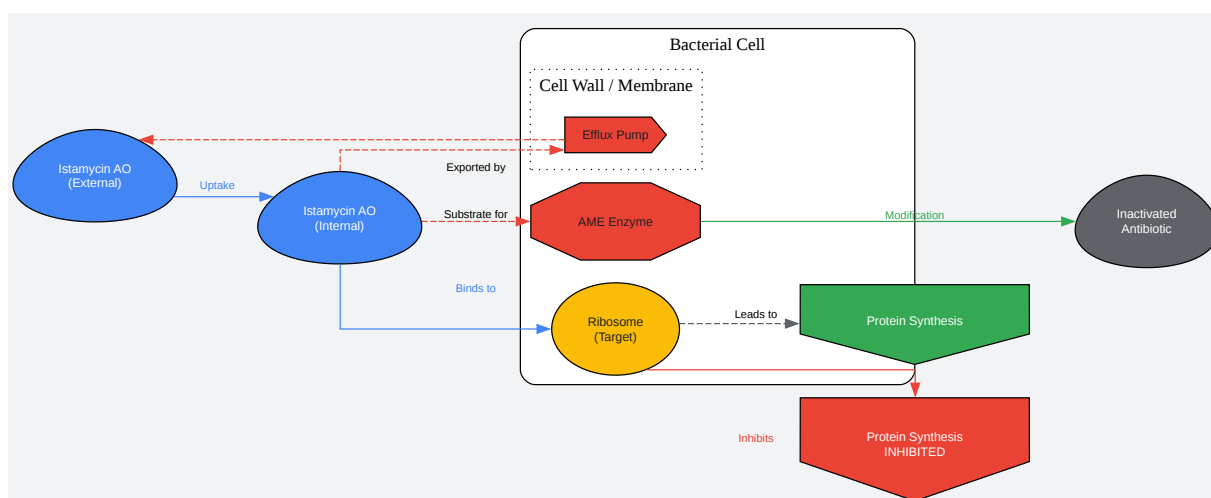 Bacterial Cell
Cell Wall / Membrane
Efflux Pump
Istamycin AO
(External)
Uptake
Exported by
Istamycin AO
(Internal)
Substrate for
AME Enzyme
Modification
Inactivated
Antibiotic
Binds to
Ribosome
(Target)
Leads to
Protein Synthesis
Inhibits
Protein Synthesis
INHIBITED